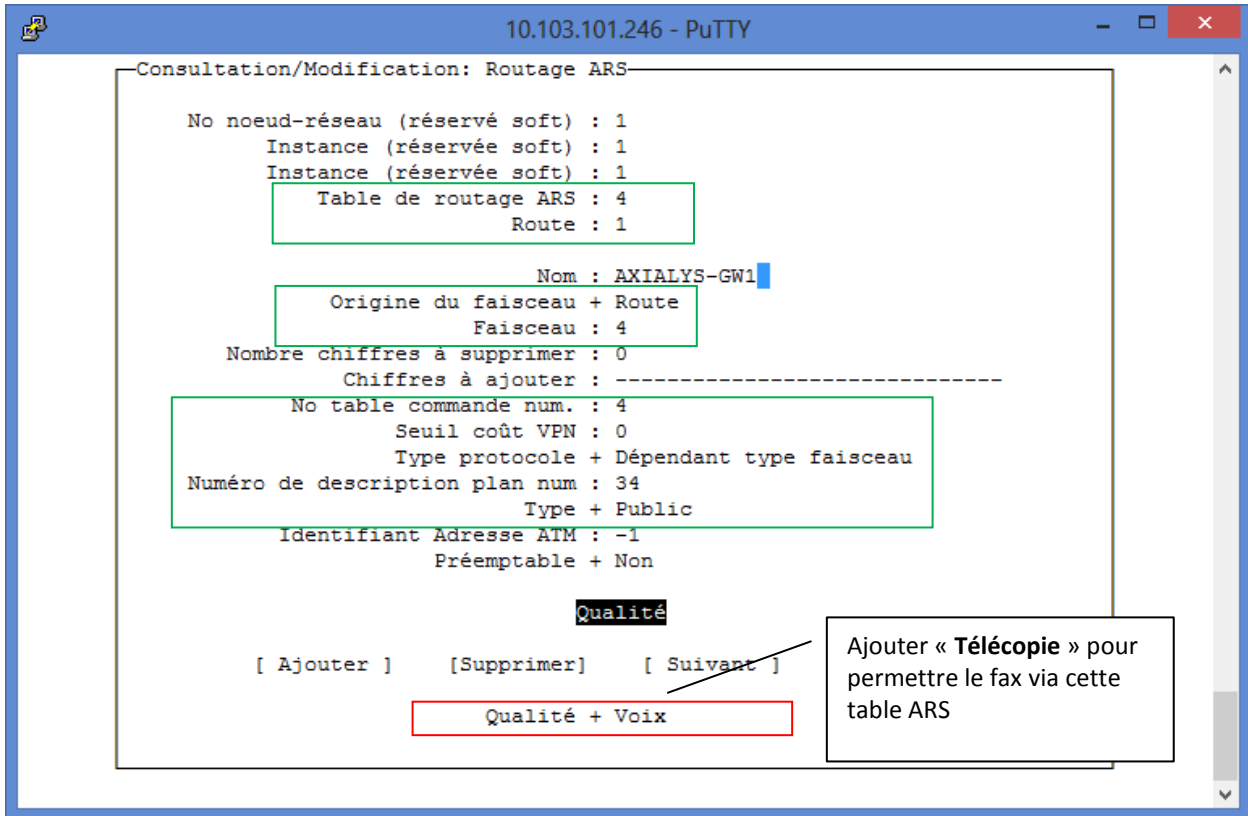 10.103.101.246 - PuTTY
Consultation/Modification: Routage ARS
No noeud-réseau (réservé soft) : 1
Instance (réservée soft) : 1
Instance (réservée soft) : 1
Table de routage ARS : 4
Route : 1
Nom : AXIALYS-GW1
Origine du faisceau + Route
Faisceau : 4
Nombre chiffres à supprimer : 0
Chiffres à ajouter : ------------------------------
No table commande num. : 4
Seuil coût VPN : 0
Type protocole + Dépendant type faisceau
Numéro de description plan num : 34
Type + Public
Identifiant Adresse ATM : -1
Préemptable + Non
Qualité
[ Ajouter ] [Supprimer] [ Suivant ]
Qualité + Voix
Ajouter « Télécopie » pour
permettre le fax via cette
table ARS